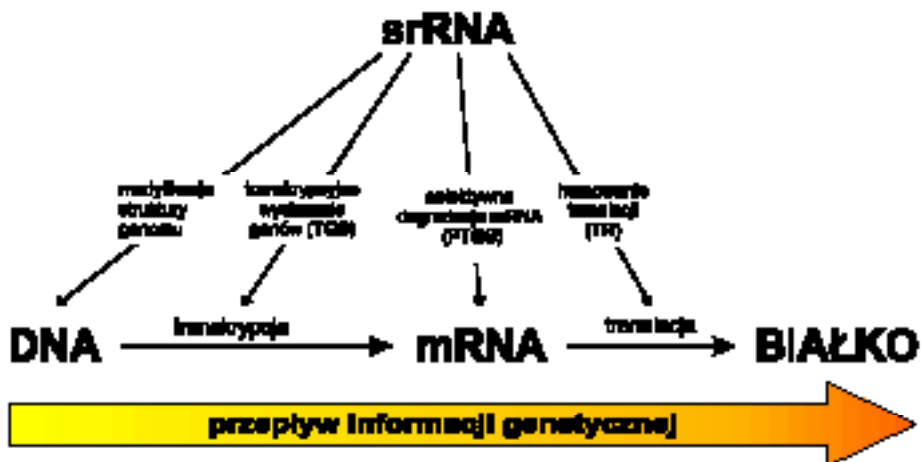 srRNA
modyfikacja
struktury
genomu
transkrypcyjne
wyciszanie
genów (TGS)
selektywna
degradacja mRNA
(PTGS)
hamowanie
translacji
(TR)
DNA
transkrypcja
mRNA
translacja
BIAŁKO
przepływ informacji genetycznej